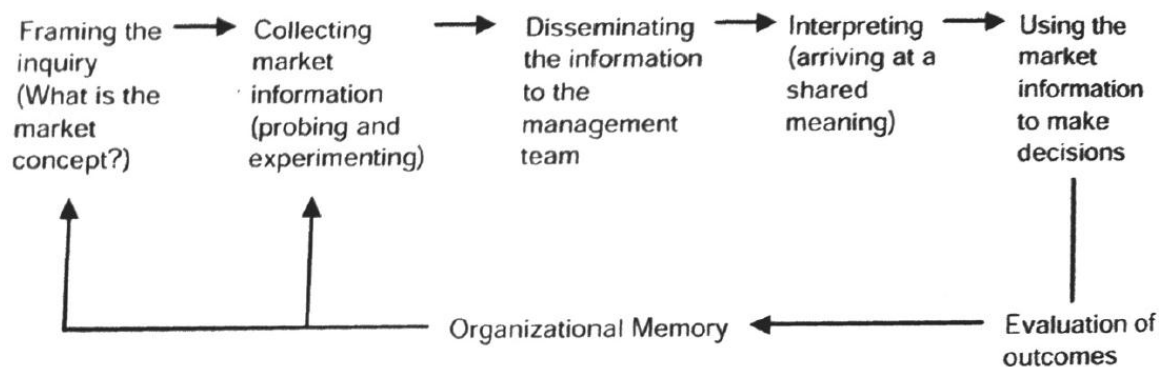 Framing the
inquiry
(What is the
market
concept?)
Collecting
market
information
(probing and
experimenting)
Disseminating
the information
to the
management
team
Interpreting
(arriving at a
shared
meaning)
Using the
market
information
to make
decisions
Organizational Memory
Evaluation of
outcomes